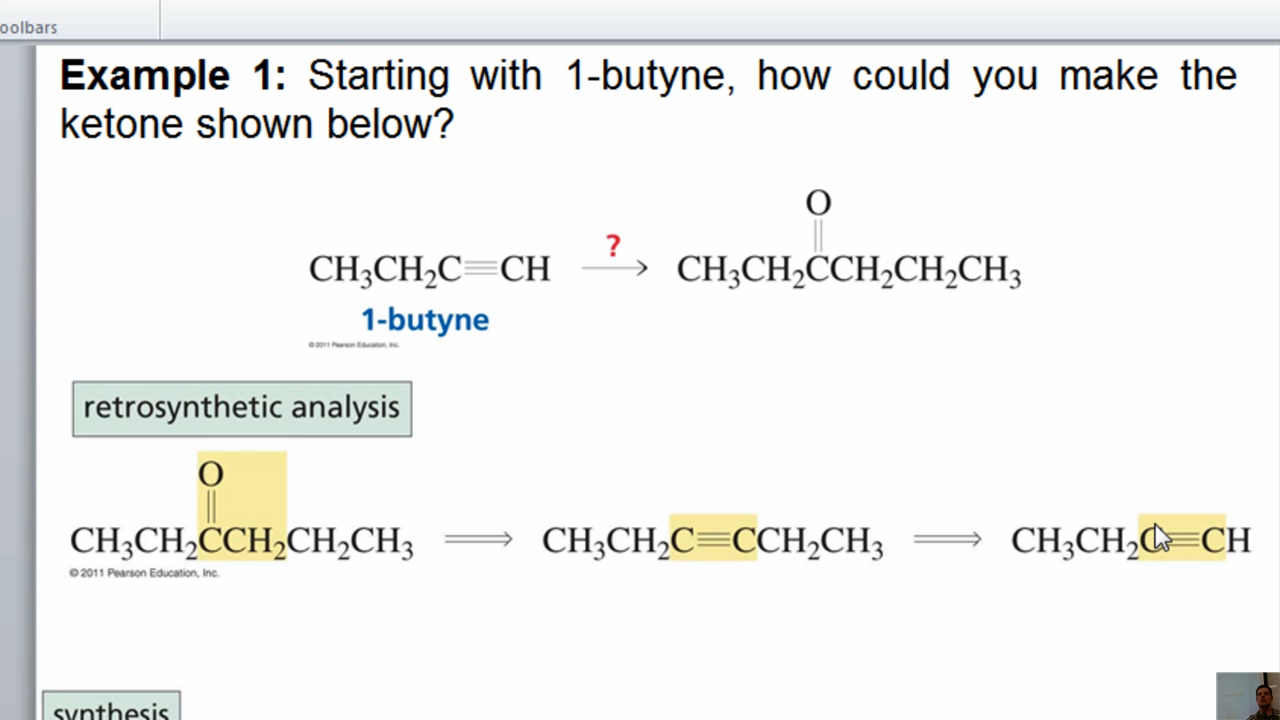 oolbars
Example 1: Starting with 1-butyne, how could you make the
ketone shown below?
O
CH₃CH₂C≡CH ? → CH₃CH₂CCH₂CH₂CH₃
1-butyne
© 2011 Pearson Education, Inc.
retrosynthetic analysis
O
CH₃CH₂CCH₂CH₂CH₃ ⟹ CH₃CH₂C≡CCH₂CH₃ ⟹ CH₃CH₂C≡CH
© 2011 Pearson Education, Inc.
synthesis